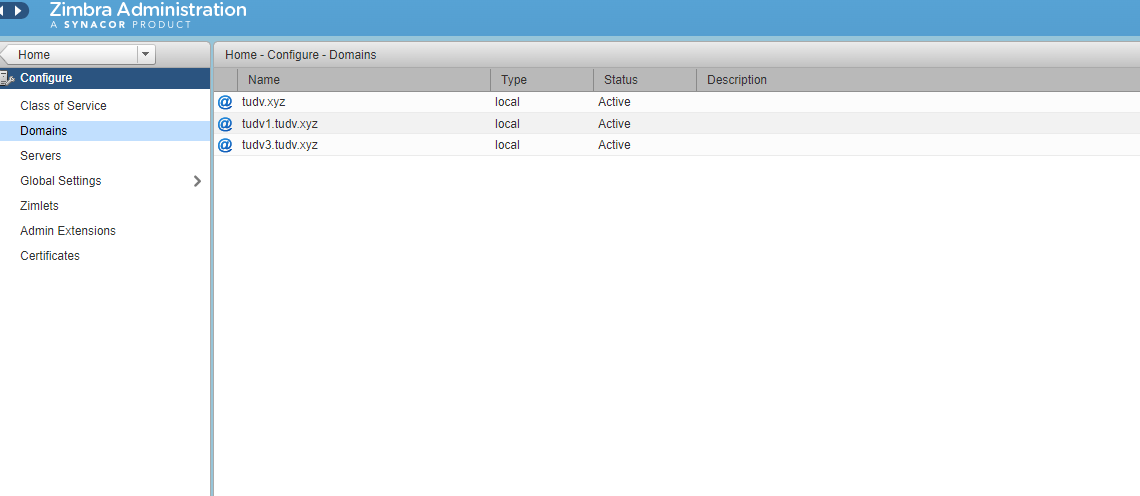 Zimbra Administration
A SYNACOR PRODUCT
Home
Home - Configure - Domains
Configure
Name Type Status Description
Class of Service
Domains
Servers
Global Settings
Zimlets
Admin Extensions
Certificates
@ tudv.xyz local Active
@ tudv1.tudv.xyz local Active
@ tudv3.tudv.xyz local Active